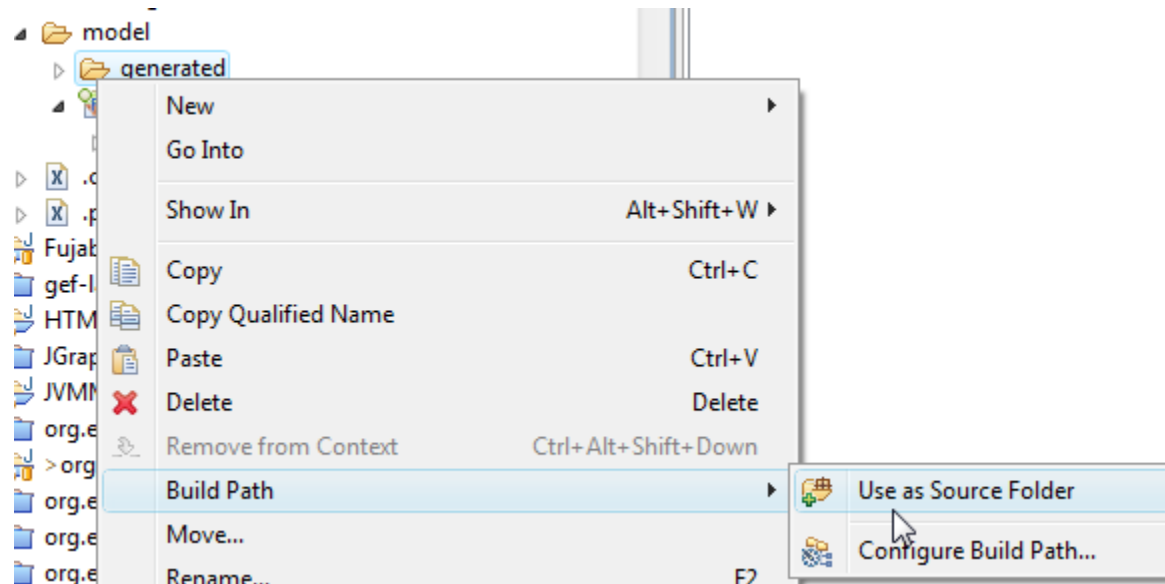 model
generated
New
Go Into
Show In Alt+Shift+W
Copy Ctrl+C
Copy Qualified Name
Paste Ctrl+V
Delete Delete
Remove from Context Ctrl+Alt+Shift+Down
Build Path
Move...
Rename... F2
Use as Source Folder
Configure Build Path...
.c
.p
Fujab
gef-l
HTM
JGrap
JVMM
org.e
>org
org.e
org.e
org.e